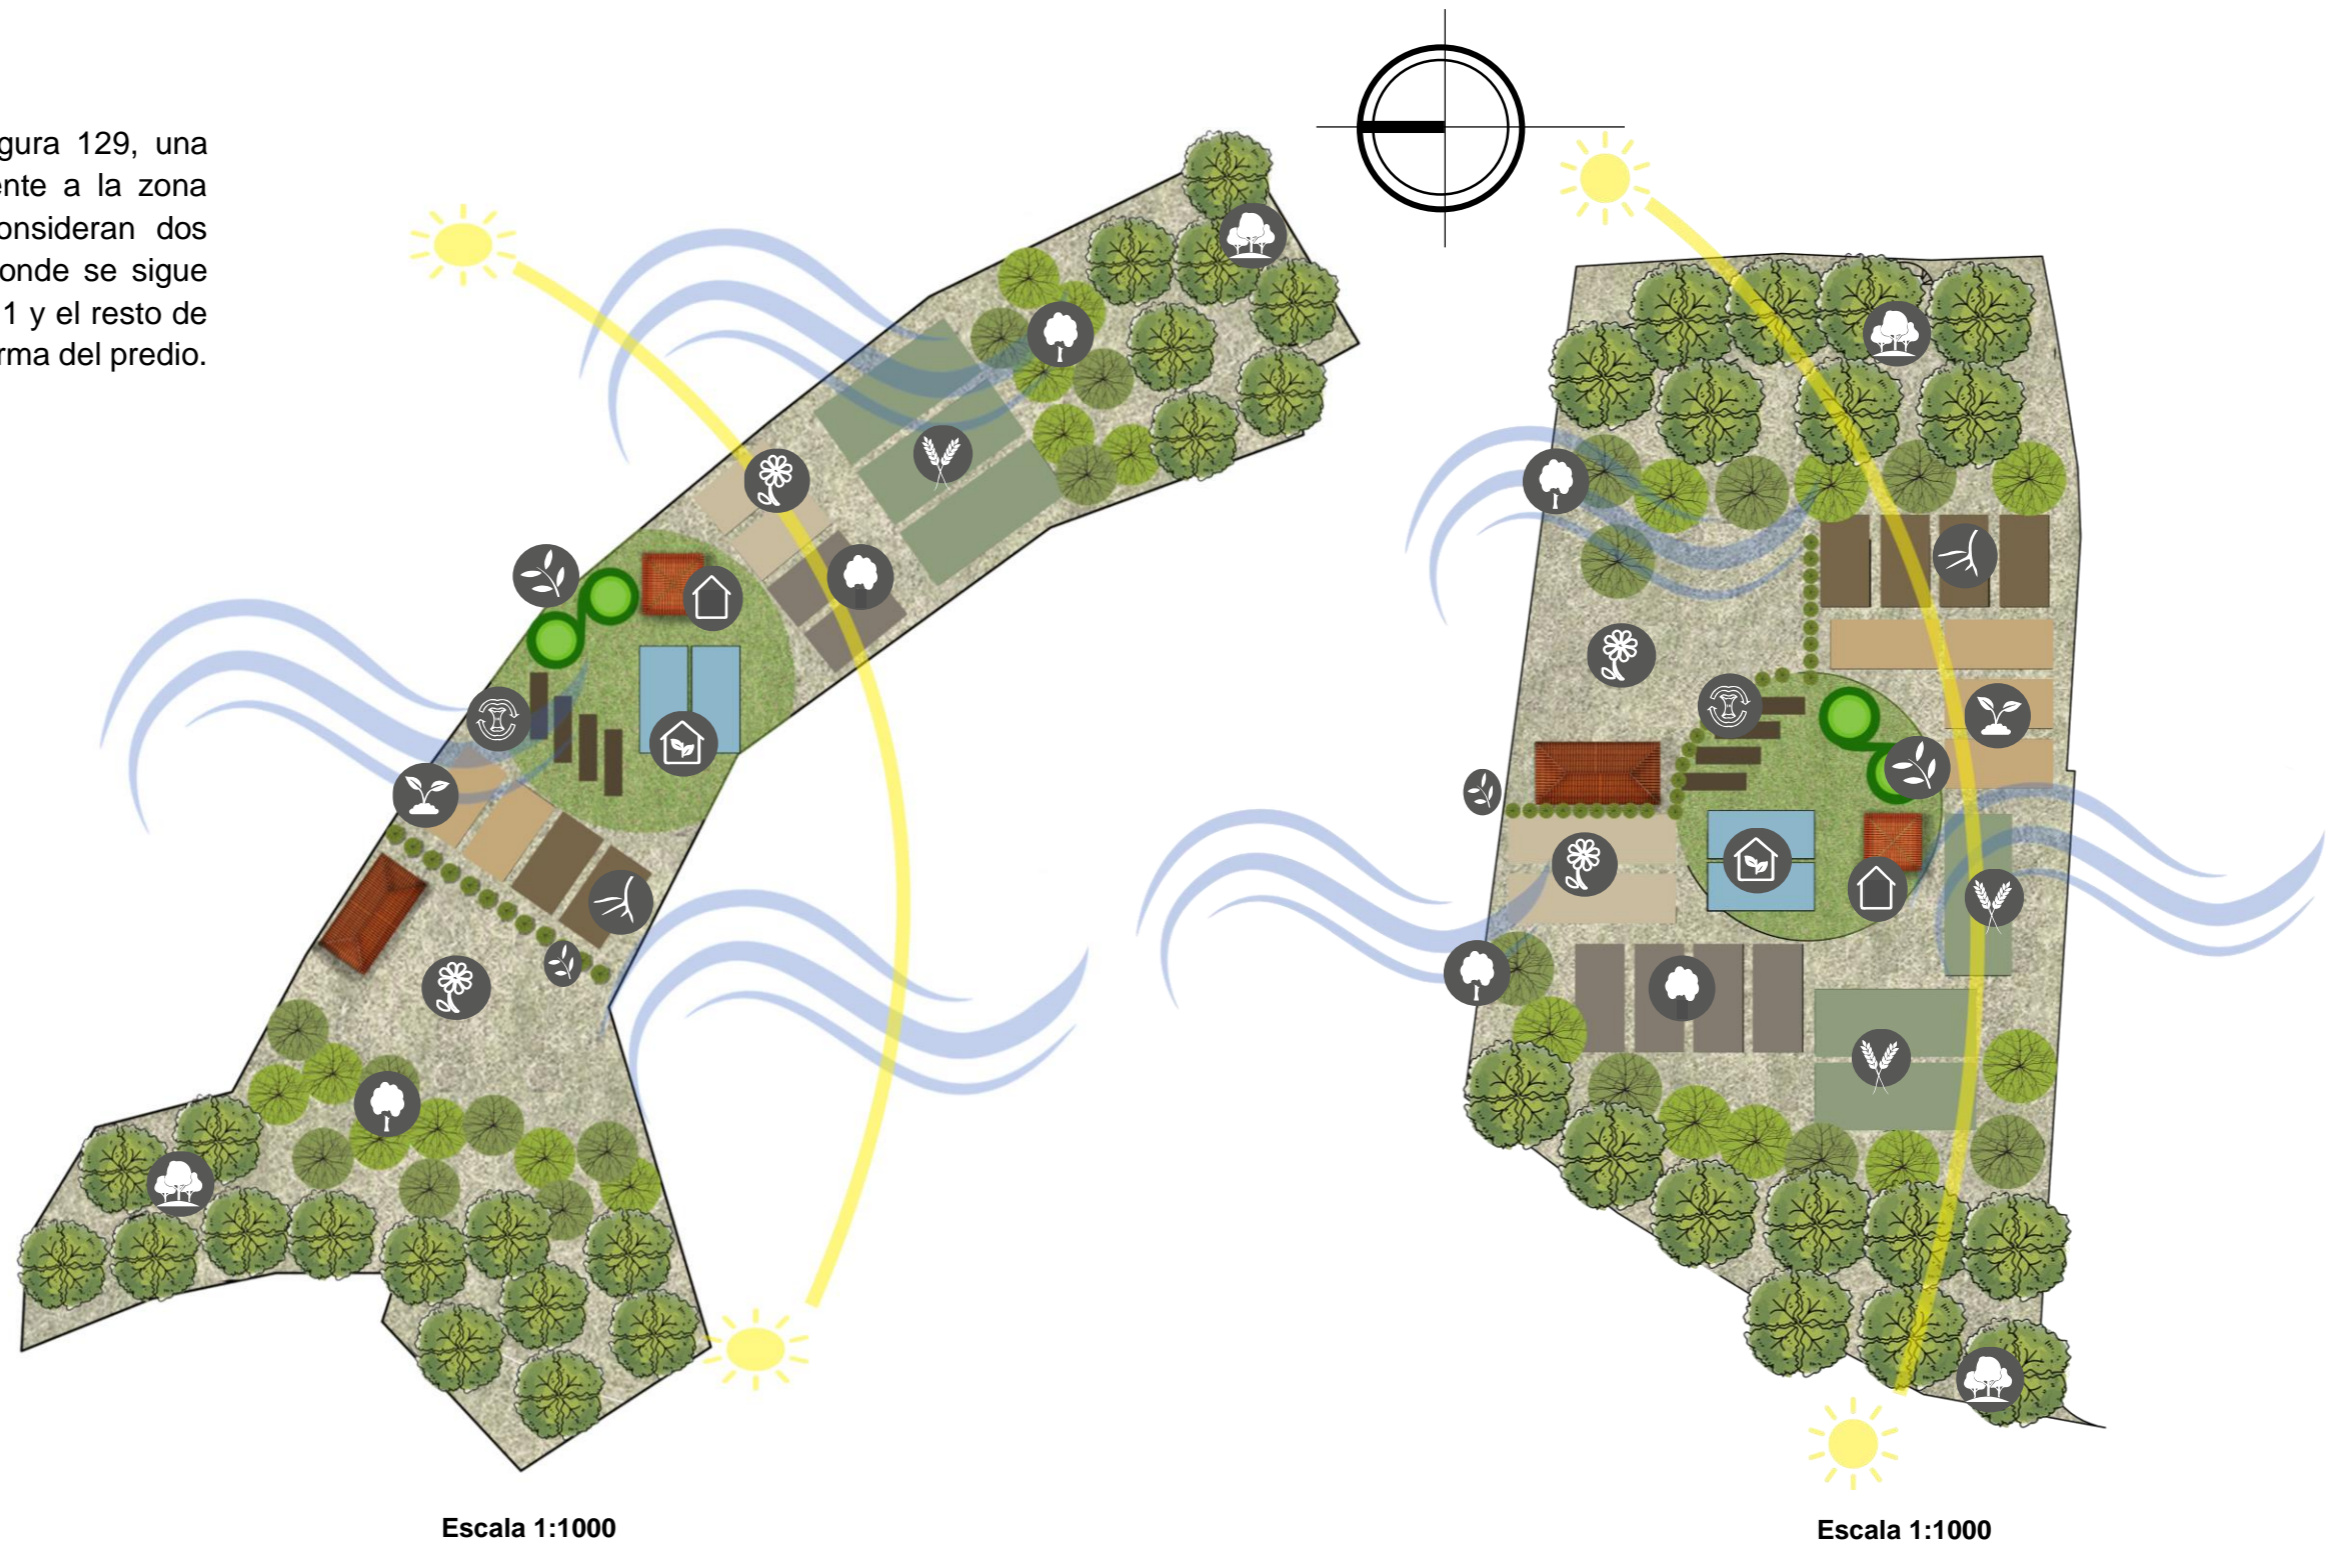 gura 129, una
ente a la zona
onsideran dos
onde se sigue
1 y el resto de
rma del predio.
Escala 1:1000
Escala 1:1000